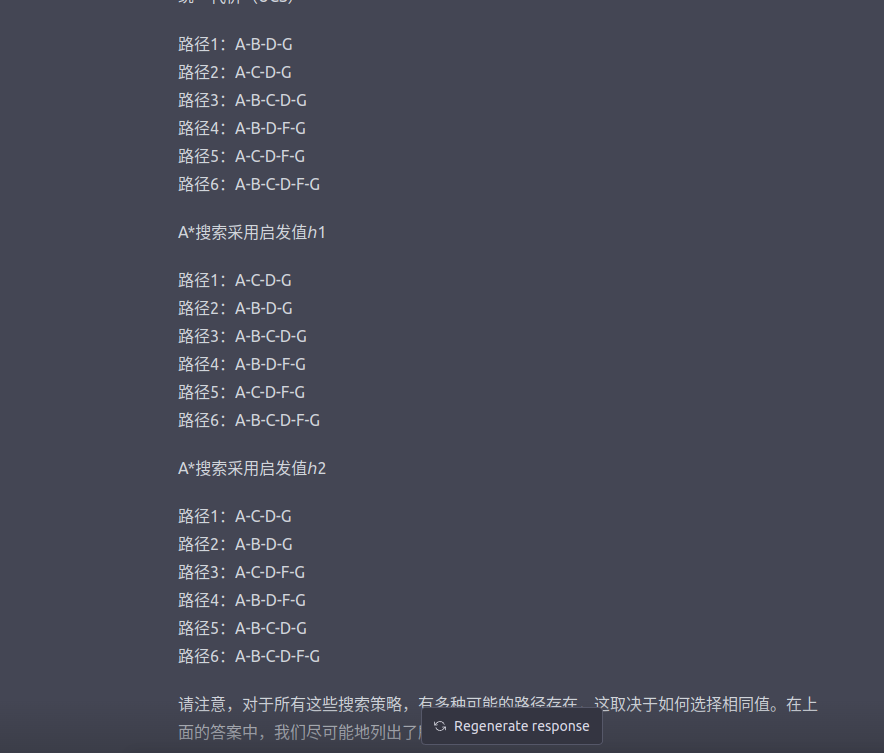 路径1：A-B-D-G
路径2：A-C-D-G
路径3：A-B-C-D-G
路径4：A-B-D-F-G
路径5：A-C-D-F-G
路径6：A-B-C-D-F-G
A*搜索采用启发值h1
路径1：A-C-D-G
路径2：A-B-D-G
路径3：A-B-C-D-G
路径4：A-B-D-F-G
路径5：A-C-D-F-G
路径6：A-B-C-D-F-G
A*搜索采用启发值h2
路径1：A-C-D-G
路径2：A-B-D-G
路径3：A-C-D-F-G
路径4：A-B-D-F-G
路径5：A-B-C-D-G
路径6：A-B-C-D-F-G
请注意，对于所有这些搜索策略，有多种可能的路径存在，这取决于如何选择相同值。在上
面的答案中，我们尽可能地列出了
Regenerate response